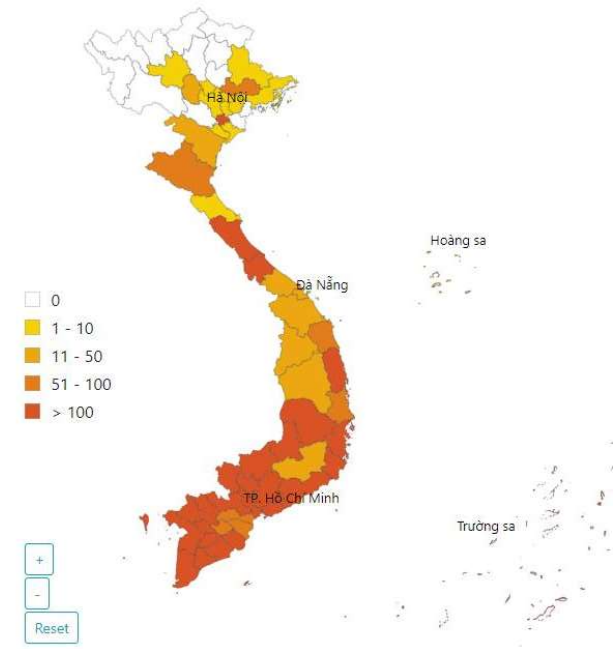 Hà Nội
Hoàng sa
Đà Nẵng
0
1 - 10
11 - 50
51 - 100
> 100
TP. Hồ Chí Minh
Trường sa
+
-
Reset